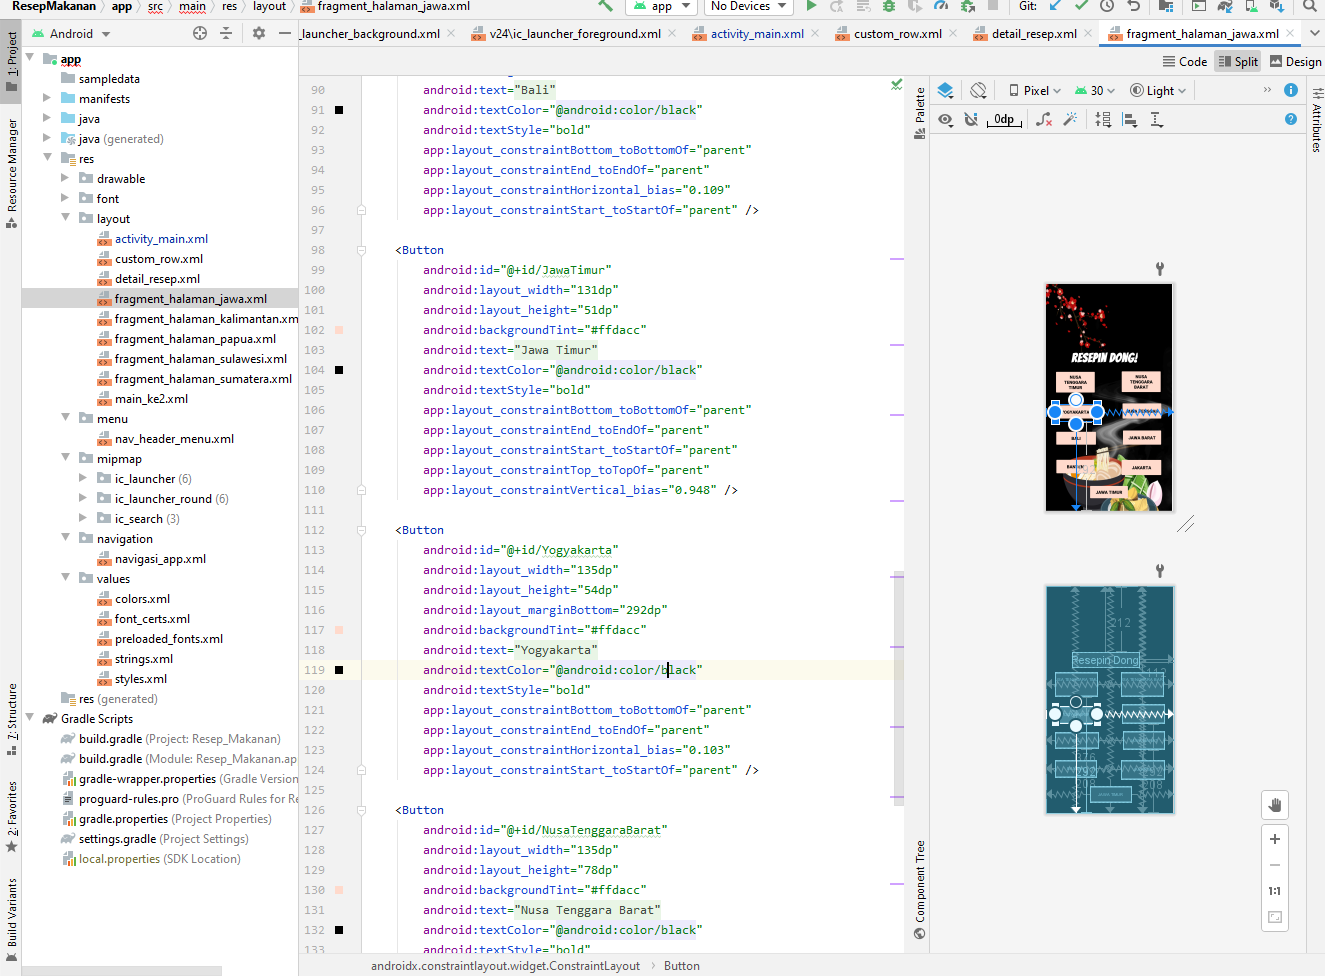 ResepMakanan app src main res layout fragment_halaman_jawa.xml app No Devices Git:
Android
_launcher_background.xml v24\ic_launcher_foreground.xml activity_main.xml custom_row.xml detail_resep.xml fragment_halaman_jawa.xml
Code Split Design
1: Project
Resource Manager
7: Structure
2: Favorites
Build Variants
app
sampledata
manifests
java
java (generated)
res
drawable
font
layout
activity_main.xml
custom_row.xml
detail_resep.xml
fragment_halaman_jawa.xml
fragment_halaman_kalimantan.xm
fragment_halaman_papua.xml
fragment_halaman_sulawesi.xml
fragment_halaman_sumatera.xml
main_ke2.xml
menu
nav_header_menu.xml
mipmap
ic_launcher (6)
ic_launcher_round (6)
ic_search (3)
navigation
navigasi_app.xml
values
colors.xml
font_certs.xml
preloaded_fonts.xml
strings.xml
styles.xml
res (generated)
Gradle Scripts
build.gradle (Project: Resep_Makanan)
build.gradle (Module: Resep_Makanan.ap
gradle-wrapper.properties (Gradle Version
proguard-rules.pro (ProGuard Rules for Re
gradle.properties (Project Properties)
settings.gradle (Project Settings)
local.properties (SDK Location)
90 android:text="Bali"
91 android:textColor="@android:color/black"
92 android:textStyle="bold"
93 app:layout_constraintBottom_toBottomOf="parent"
94 app:layout_constraintEnd_toEndOf="parent"
95 app:layout_constraintHorizontal_bias="0.109"
96 app:layout_constraintStart_toStartOf="parent" />
97
98 <Button
99 android:id="@+id/JawaTimur"
100 android:layout_width="131dp"
101 android:layout_height="51dp"
102 android:backgroundTint="#ffdacc"
103 android:text="Jawa Timur"
104 android:textColor="@android:color/black"
105 android:textStyle="bold"
106 app:layout_constraintBottom_toBottomOf="parent"
107 app:layout_constraintEnd_toEndOf="parent"
108 app:layout_constraintStart_toStartOf="parent"
109 app:layout_constraintTop_toTopOf="parent"
110 app:layout_constraintVertical_bias="0.948" />
111
112 <Button
113 android:id="@+id/Yogyakarta"
114 android:layout_width="135dp"
115 android:layout_height="54dp"
116 android:layout_marginBottom="292dp"
117 android:backgroundTint="#ffdacc"
118 android:text="Yogyakarta"
119 android:textColor="@android:color/black"
120 android:textStyle="bold"
121 app:layout_constraintBottom_toBottomOf="parent"
122 app:layout_constraintEnd_toEndOf="parent"
123 app:layout_constraintHorizontal_bias="0.103"
124 app:layout_constraintStart_toStartOf="parent" />
125
126 <Button
127 android:id="@+id/NusaTenggaraBarat"
128 android:layout_width="135dp"
129 android:layout_height="78dp"
130 android:backgroundTint="#ffdacc"
131 android:text="Nusa Tenggara Barat"
132 android:textColor="@android:color/black"
133 android:textStyle="bold"
androidx.constraintlayout.widget.ConstraintLayout Button
Palette
Component Tree
Pixel 30 Light
0dp
Attributes
RESEPIN DONG!
NUSA
TENGGARA
TIMUR
NUSA
TENGGARA
BARAT
YOGYAKARTA
BALI
JAWA BARAT
JAKARTA
JAWA TIMUR
212
Resepin Dong
1:1